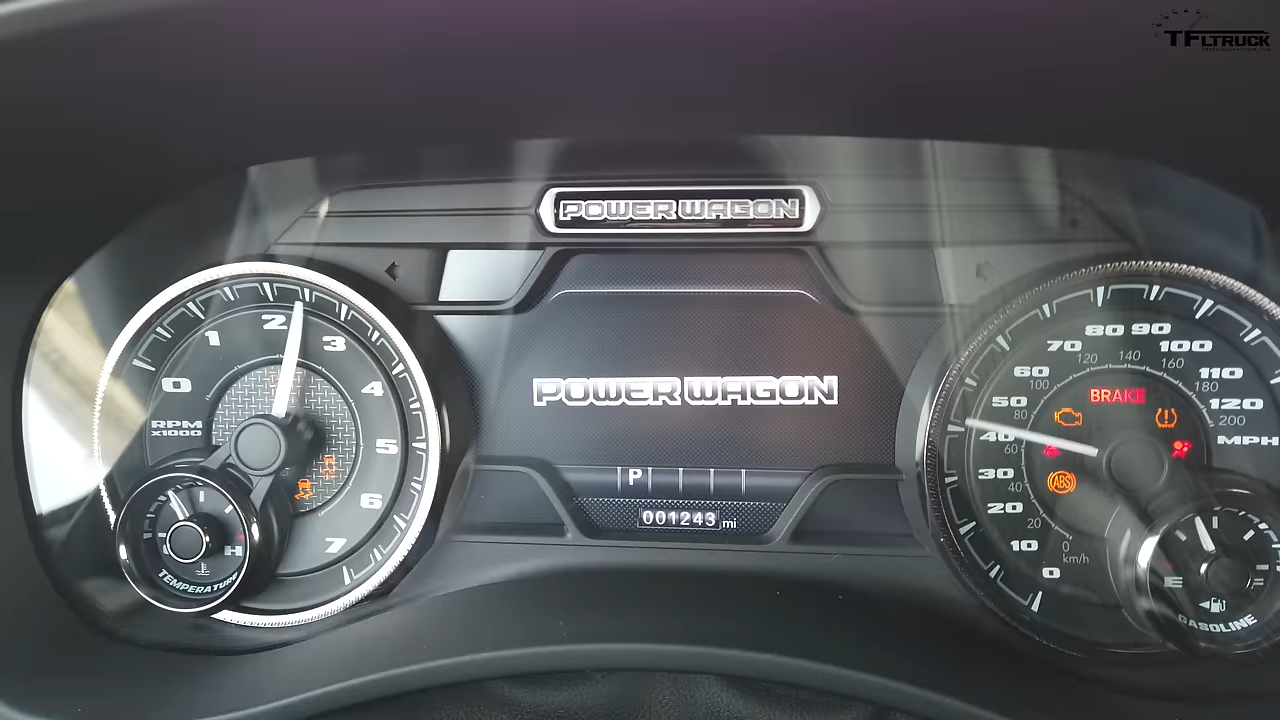 TFLTRUCK
POWER WAGON
POWER WAGON
P
001243 mi
0
1
2
3
4
5
6
7
RPM
x1000
H
TEMPERATURE
0
10
20
30
40
50
60
70
80
90
100
110
120
MPH
0
20
40
60
80
100
120
140
160
180
200
km/h
BRAKE
ABS
E
F
GASOLINE